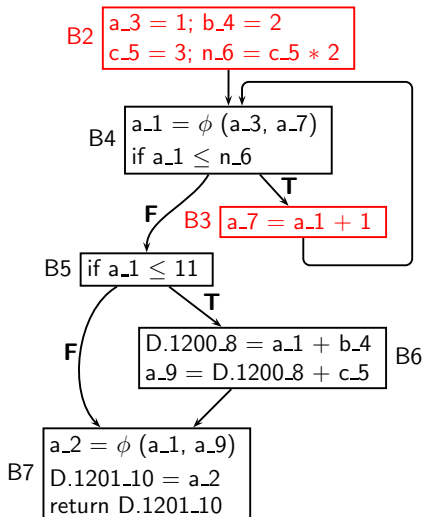 B2
a_3 = 1; b_4 = 2
c_5 = 3; n_6 = c_5 * 2
B4
a_1 = ϕ (a_3, a_7)
if a_1 ≤ n_6
F
T
B3
a_7 = a_1 + 1
B5
if a_1 ≤ 11
F
T
D.1200_8 = a_1 + b_4
a_9 = D.1200_8 + c_5
B6
B7
a_2 = ϕ (a_1, a_9)
D.1201_10 = a_2
return D.1201_10